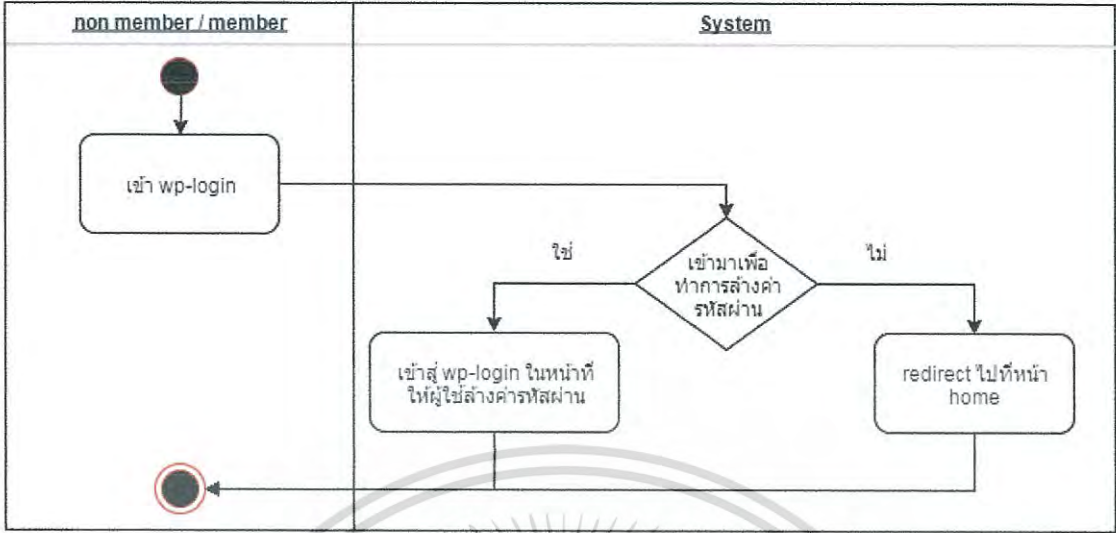 non member / member
System
เข้า wp-login
ใช่
เข้ามาเพื่อ
ทำการล้างค่า
รหัสผ่าน
ไม่
เข้าสู่ wp-login ในหน้าที่
ให้ผู้ใช้ล้างค่ารหัสผ่าน
redirect ไปที่หน้า
home